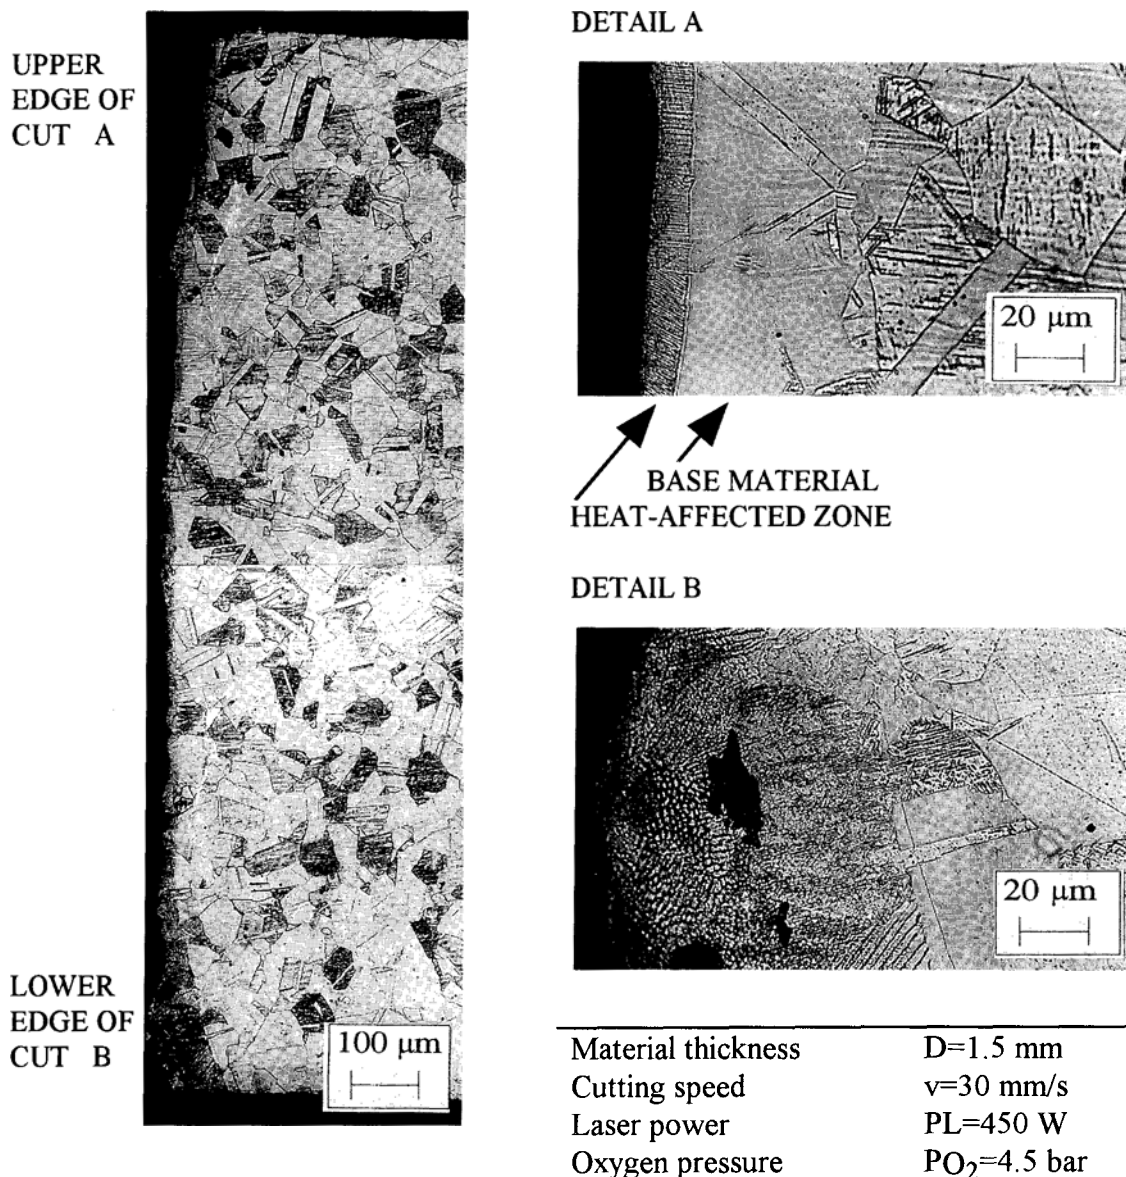 UPPER
EDGE OF
CUT A
LOWER
EDGE OF
CUT B
100 µm
DETAIL A
20 µm
BASE MATERIAL
HEAT-AFFECTED ZONE
DETAIL B
20 µm
Material thickness D=1.5 mm
Cutting speed v=30 mm/s
Laser power PL=450 W
Oxygen pressure PO2=4.5 bar